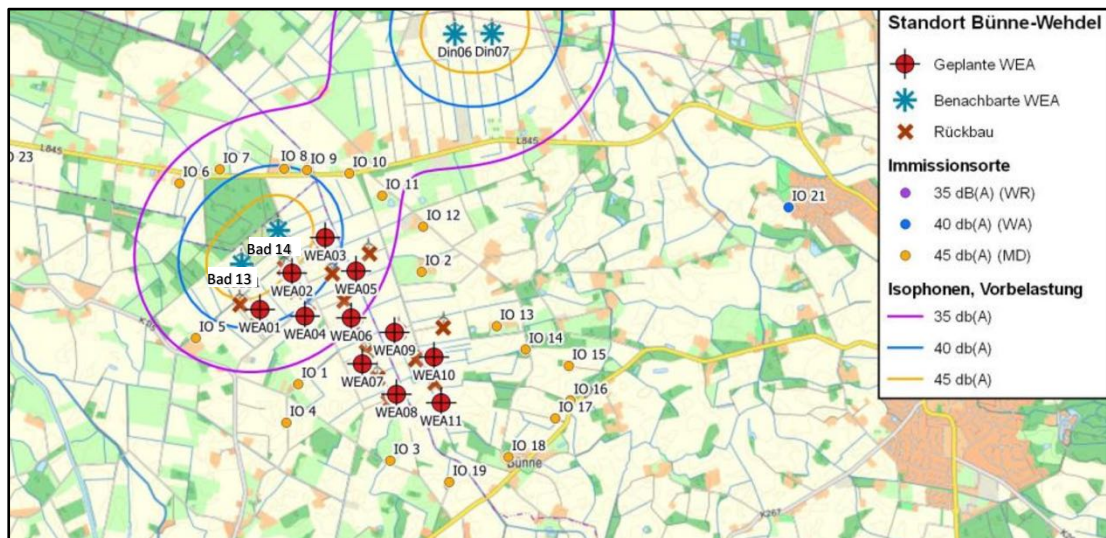 Din06 Din07
L845
IO 23
L845
IO 6
IO 7
IO 8
IO 9
IO 10
IO 11
IO 12
IO 21
Bad 14
WEA03
Bad 13
WEA02
WEA05
IO 2
WEA01
WEA04
WEA06
IO 5
WEA09
IO 13
IO 14
WEA07
WEA10
IO 15
IO 1
WEA08
WEA11
IO 16
IO 17
IO 4
IO 3
IO 18
Bünne
IO 19
K267
Standort Bünne-Wehdel
Geplante WEA
Benachbarte WEA
Rückbau
Immissionsorte
35 dB(A) (WR)
40 db(A) (WA)
45 db(A) (MD)
Isophonen, Vorbelastung
35 db(A)
40 db(A)
45 db(A)